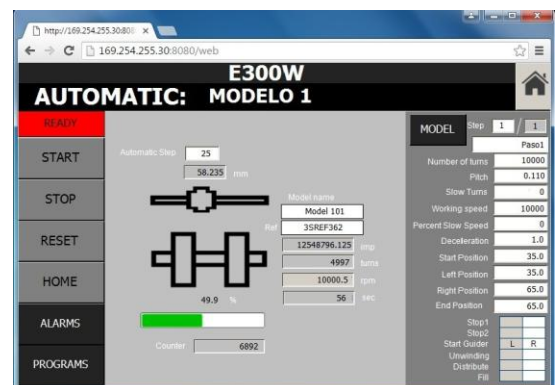 http://169.254.255.30:808
169.254.255.30:8080/web
E300W
AUTOMATIC: MODELO 1
READY
START
STOP
RESET
HOME
ALARMS
PROGRAMS
Automatic Step 25
58.235 mm
Model name
Model 101
Ref 3SREF362
12548796.125 imp
4997 turns
10000.5 rpm
56 sec
49.9 %
Counter 6892
MODEL Step 1 / 1
Paso1
Number of turns 10000
Pitch 0.110
Slow Turns 0
Working speed 10000
Percent Slow Speed 0
Deceleration 1.0
Start Position 35.0
Left Position 35.0
Right Position 65.0
End Position 65.0
Stop1
Stop2
Start Guider L R
Unwinding
Distribute
Fill